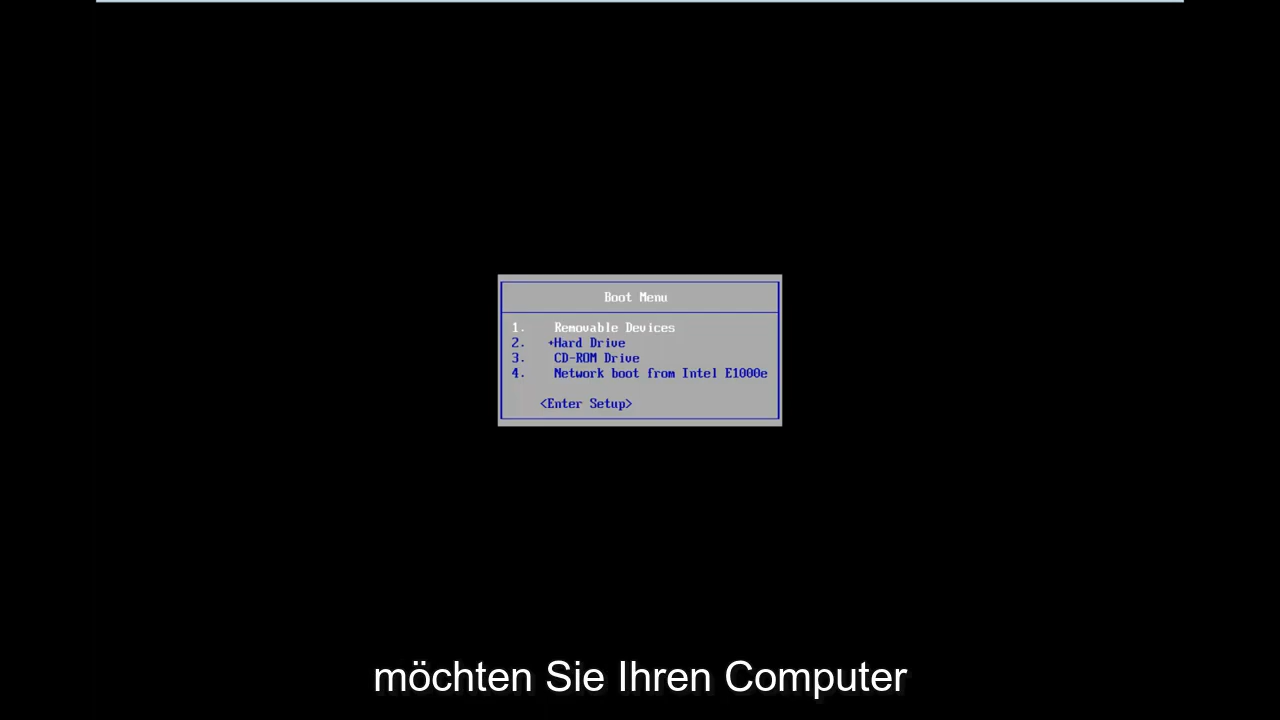 Boot Menu
1. Removable Devices
2. +Hard Drive
3. CD-ROM Drive
4. Network boot from Intel E1000e
<Enter Setup>
möchten Sie Ihren Computer